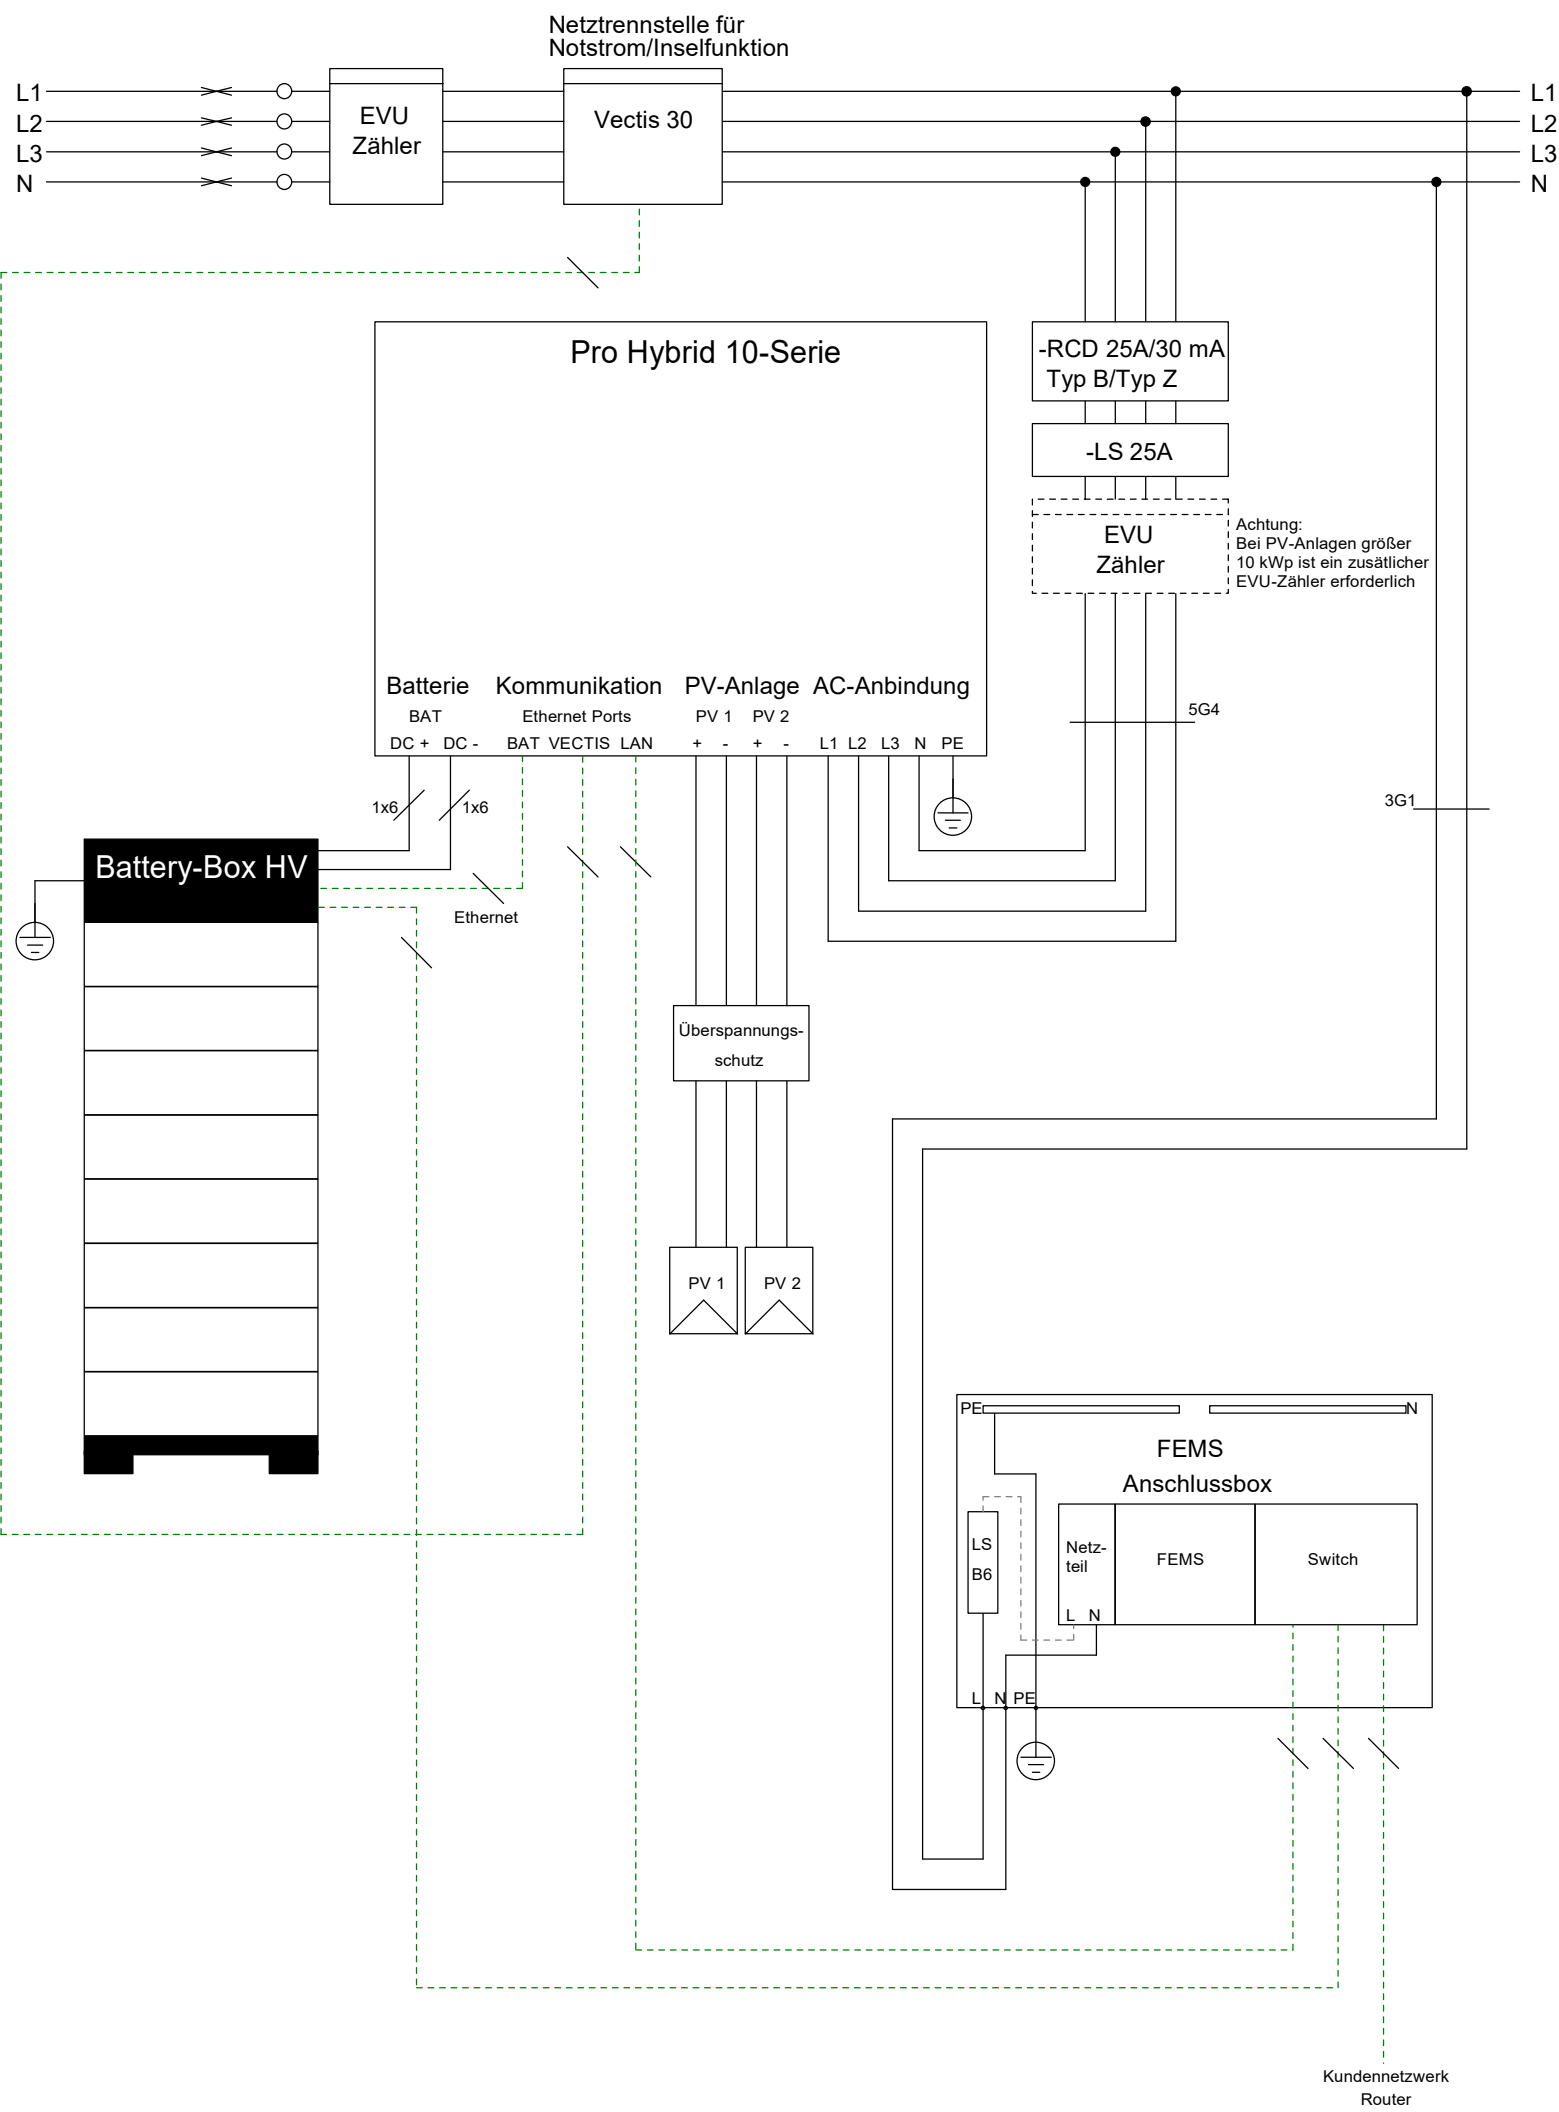 Netztrennstelle für
Notstrom/Inselfunktion
L1
L2
L3
N
EVU
Zähler
Vectis 30
L1
L2
L3
N
Pro Hybrid 10-Serie
-RCD 25A/30 mA
Typ B/Typ Z
-LS 25A
EVU
Zähler
Achtung:
Bei PV-Anlagen größer
10 kWp ist ein zusätlicher
EVU-Zähler erforderlich
Batterie Kommunikation PV-Anlage AC-Anbindung
BAT Ethernet Ports PV 1 PV 2
DC + DC - BAT VECTIS LAN + - + - L1 L2 L3 N PE
5G4
1x6 1x6
3G1
Battery-Box HV
Ethernet
Überspannungs-
schutz
PV 1 PV 2
PE N
FEMS
Anschlussbox
LS
B6
Netz-
teil
L N
FEMS
Switch
L N PE
Kundennetzwerk
Router